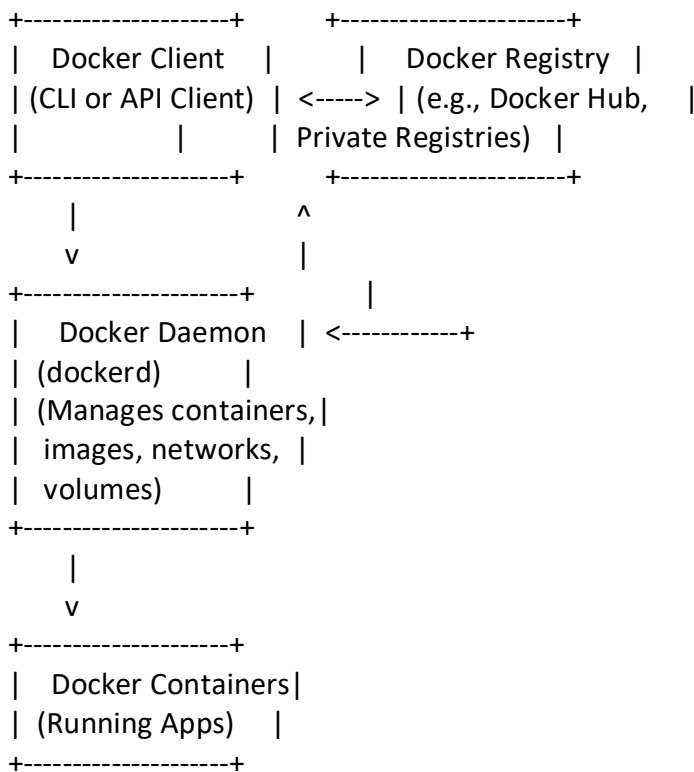 +---------------------+ +-----------------------+
| Docker Client | | Docker Registry |
| (CLI or API Client) | <-----> | (e.g., Docker Hub, |
| | | Private Registries) |
+---------------------+ +-----------------------+
| ^
v |
+----------------------+ |
| Docker Daemon | <------------+
| (dockerd) |
| (Manages containers,|
| images, networks, |
| volumes) |
+----------------------+
|
v
+---------------------+
| Docker Containers|
| (Running Apps) |
+---------------------+